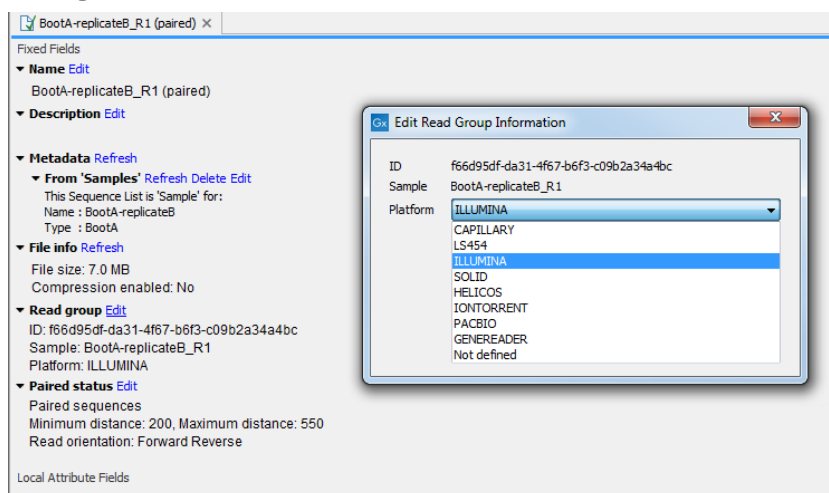 BootA-replicateB_R1 (paired)
Fixed Fields
Name Edit
BootA-replicateB_R1 (paired)
Description Edit
Metadata Refresh
From 'Samples' Refresh Delete Edit
This Sequence List is 'Sample' for:
Name : BootA-replicateB
Type : BootA
File info Refresh
File size: 7.0 MB
Compression enabled: No
Read group Edit
ID: f66d95df-da31-4f67-b6f3-c09b2a34a4bc
Sample: BootA-replicateB_R1
Platform: ILLUMINA
Paired status Edit
Paired sequences
Minimum distance: 200, Maximum distance: 550
Read orientation: Forward Reverse
Local Attribute Fields
Gx Edit Read Group Information
ID f66d95df-da31-4f67-b6f3-c09b2a34a4bc
Sample BootA-replicateB_R1
Platform ILLUMINA
CAPILLARY
LS454
ILLUMINA
SOLID
HELICOS
IONTORRENT
PACBIO
GENEREADER
Not defined